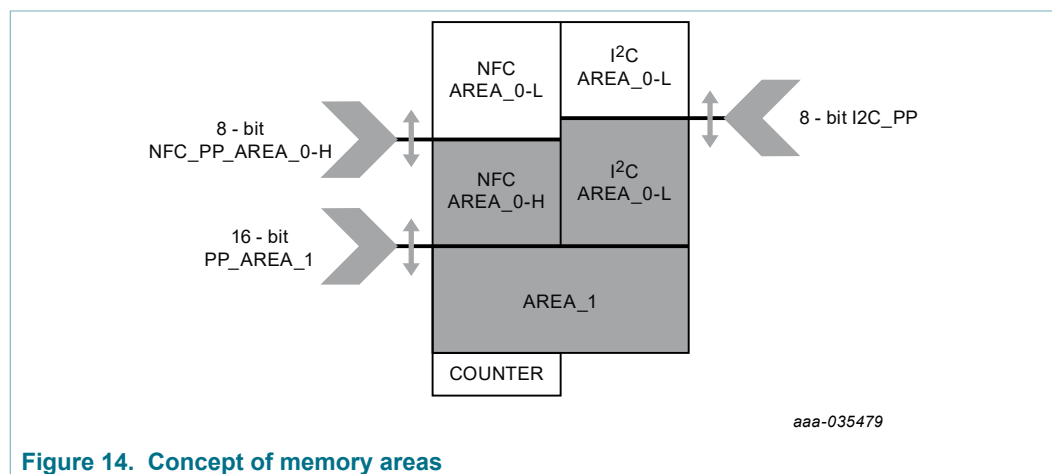 NFC
AREA_0-L
I²C
AREA_0-L
8 - bit
NFC_PP_AREA_0-H
8 - bit I2C_PP
NFC
AREA_0-H
I²C
AREA_0-L
16 - bit
PP_AREA_1
AREA_1
COUNTER
aaa-035479
Figure 14. Concept of memory areas